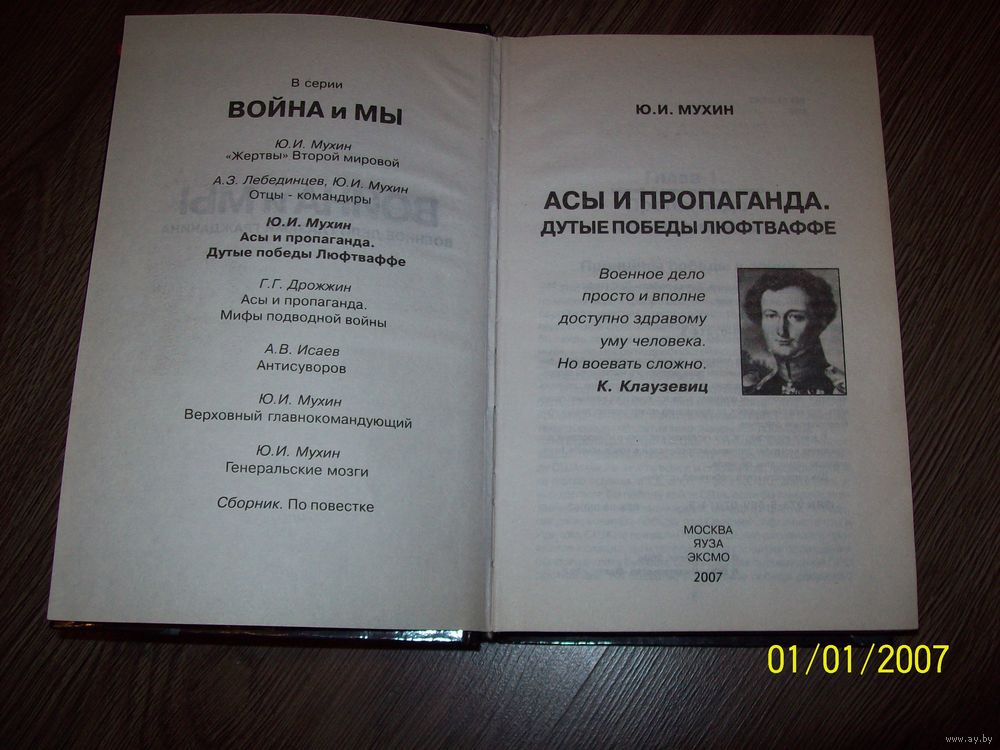 В серии
ВОЙНА и МЫ
Ю.И. Мухин
«Жертвы» Второй мировой
А.З. Лебединцев, Ю.И. Мухин
Отцы - командиры
Ю.И. Мухин
Асы и пропаганда.
Дутые победы Люфтваффе
Г.Г. Дрожжин
Асы и пропаганда.
Мифы подводной войны
А.В. Исаев
Антисуворов
Ю.И. Мухин
Верховный главнокомандующий
Ю.И. Мухин
Генеральские мозги
Сборник. По повестке
Ю.И. МУХИН
АСЫ И ПРОПАГАНДА.
ДУТЫЕ ПОБЕДЫ ЛЮФТВАФФЕ
Военное дело
просто и вполне
доступно здравому
уму человека.
Но воевать сложно.
К. Клаузевиц
МОСКВА
ЯУЗА
ЭКСМО
2007
01/01/2007
www.ay.by